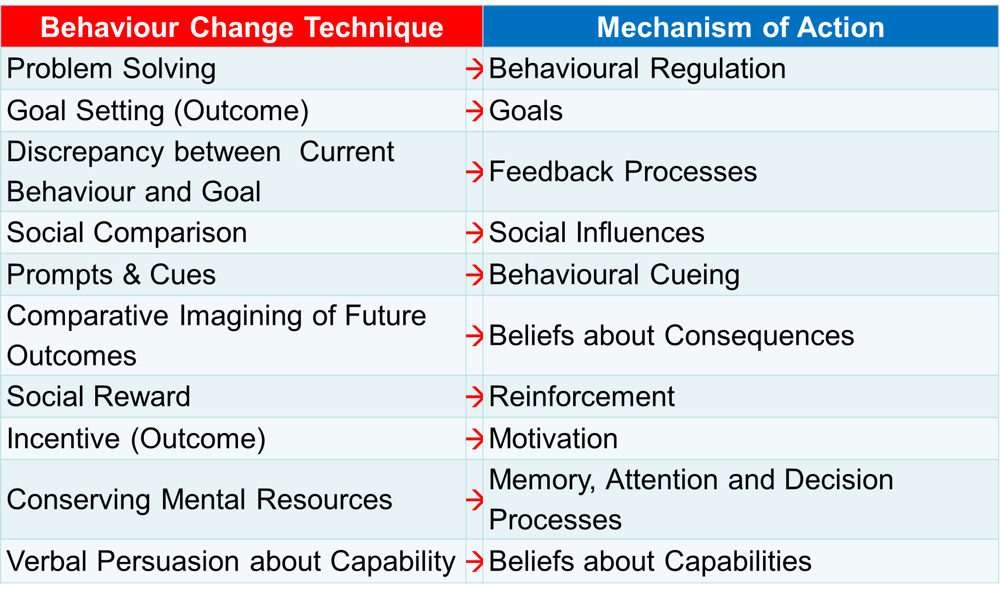 Behaviour Change Technique Mechanism of Action
Problem Solving → Behavioural Regulation
Goal Setting (Outcome) → Goals
Discrepancy between  Current
Behaviour and Goal → Feedback Processes
Social Comparison → Social Influences
Prompts & Cues → Behavioural Cueing
Comparative Imagining of Future
Outcomes → Beliefs about Consequences
Social Reward → Reinforcement
Incentive (Outcome) → Motivation
Conserving Mental Resources → Memory, Attention and Decision
Processes
Verbal Persuasion about Capability → Beliefs about Capabilities